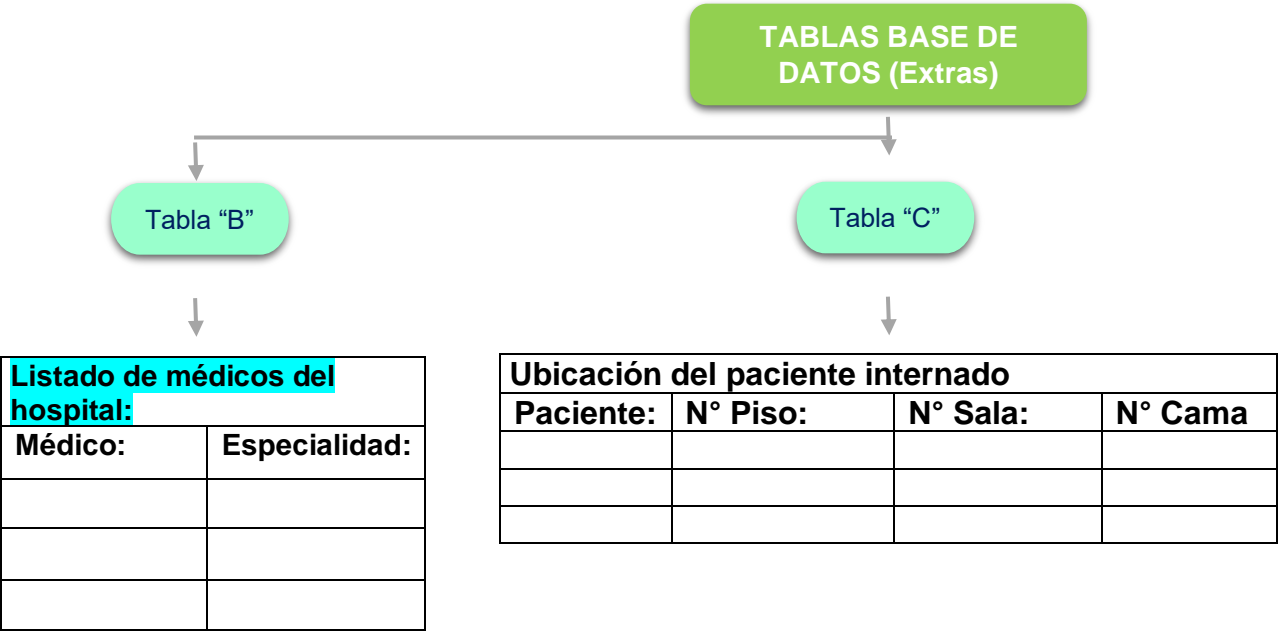 TABLAS BASE DE
DATOS (Extras)
Tabla “B”
Tabla “C”
Listado de médicos del
hospital:
Médico:
Especialidad:
Ubicación del paciente internado
Paciente:
N° Piso:
N° Sala:
N° Cama